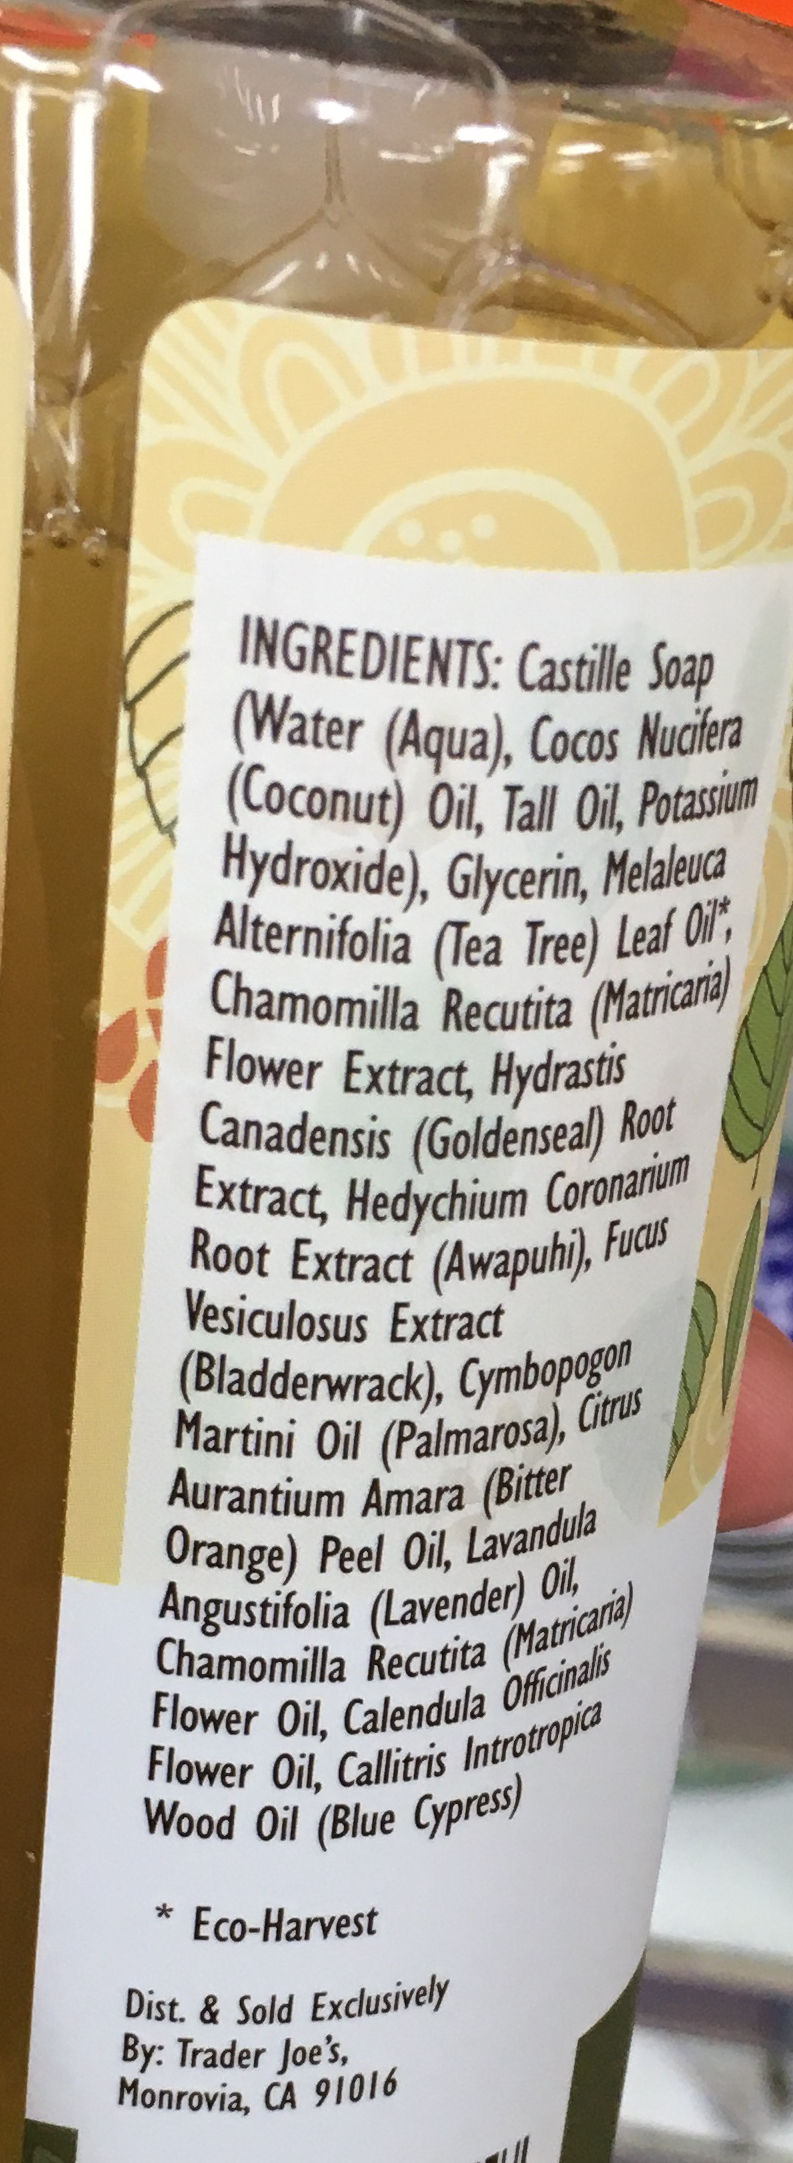 INGREDIENTS: Castille Soap
(Water (Aqua), Cocos Nucifera
(Coconut) Oil, Tall Oil, Potassium
Hydroxide), Glycerin, Melaleuca
Alternifolia (Tea Tree) Leaf Oil*,
Chamomilla Recutita (Matricaria)
Flower Extract, Hydrastis
Canadensis (Goldenseal) Root
Extract, Hedychium Coronarium
Root Extract (Awapuhi), Fucus
Vesiculosus Extract
(Bladderwrack), Cymbopogon
Martini Oil (Palmarosa), Citrus
Aurantium Amara (Bitter
Orange) Peel Oil, Lavandula
Angustifolia (Lavender) Oil,
Chamomilla Recutita (Matricaria)
Flower Oil, Calendula Officinalis
Flower Oil, Callitris Introtropica
Wood Oil (Blue Cypress)
* Eco-Harvest
Dist. & Sold Exclusively
By: Trader Joe's,
Monrovia, CA 91016